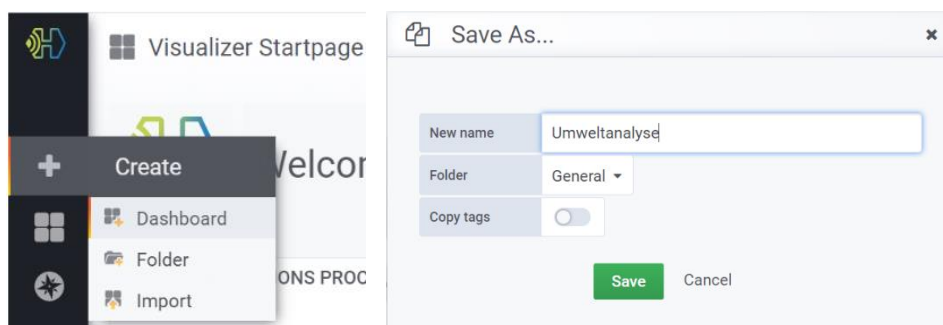 Visualizer Startpage
Create
Dashboard
Folder
ONS PROC
Import
Save As...
New name
Umweltanalyse
Folder
General
Copy tags
Save
Cancel